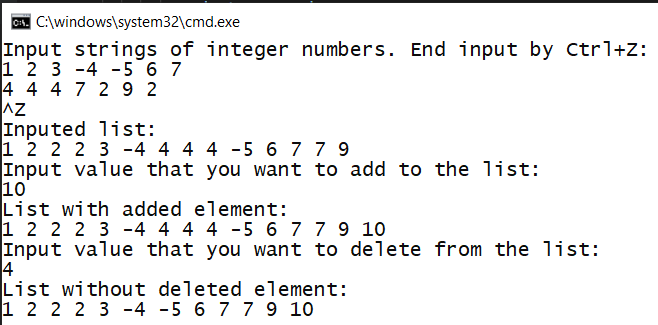 C:\windows\system32\cmd.exe
Input strings of integer numbers. End input by Ctrl+Z:
1 2 3 -4 -5 6 7
4 4 4 7 2 9 2
^Z
Inputed list:
1 2 2 2 3 -4 4 4 4 -5 6 7 7 9
Input value that you want to add to the list:
10
List with added element:
1 2 2 2 3 -4 4 4 4 -5 6 7 7 9 10
Input value that you want to delete from the list:
4
List without deleted element:
1 2 2 2 3 -4 -5 6 7 7 9 10